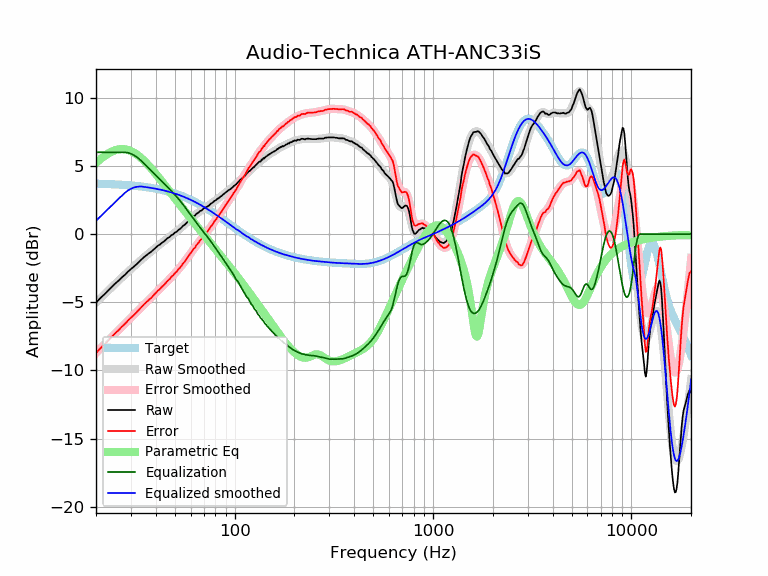 Audio-Technica ATH-ANC33iS
Amplitude (dBr)
10
5
0
−5
−10
−15
−20
Target
Raw Smoothed
Error Smoothed
Raw
Error
Parametric Eq
Equalization
Equalized smoothed
100
1000
10000
Frequency (Hz)